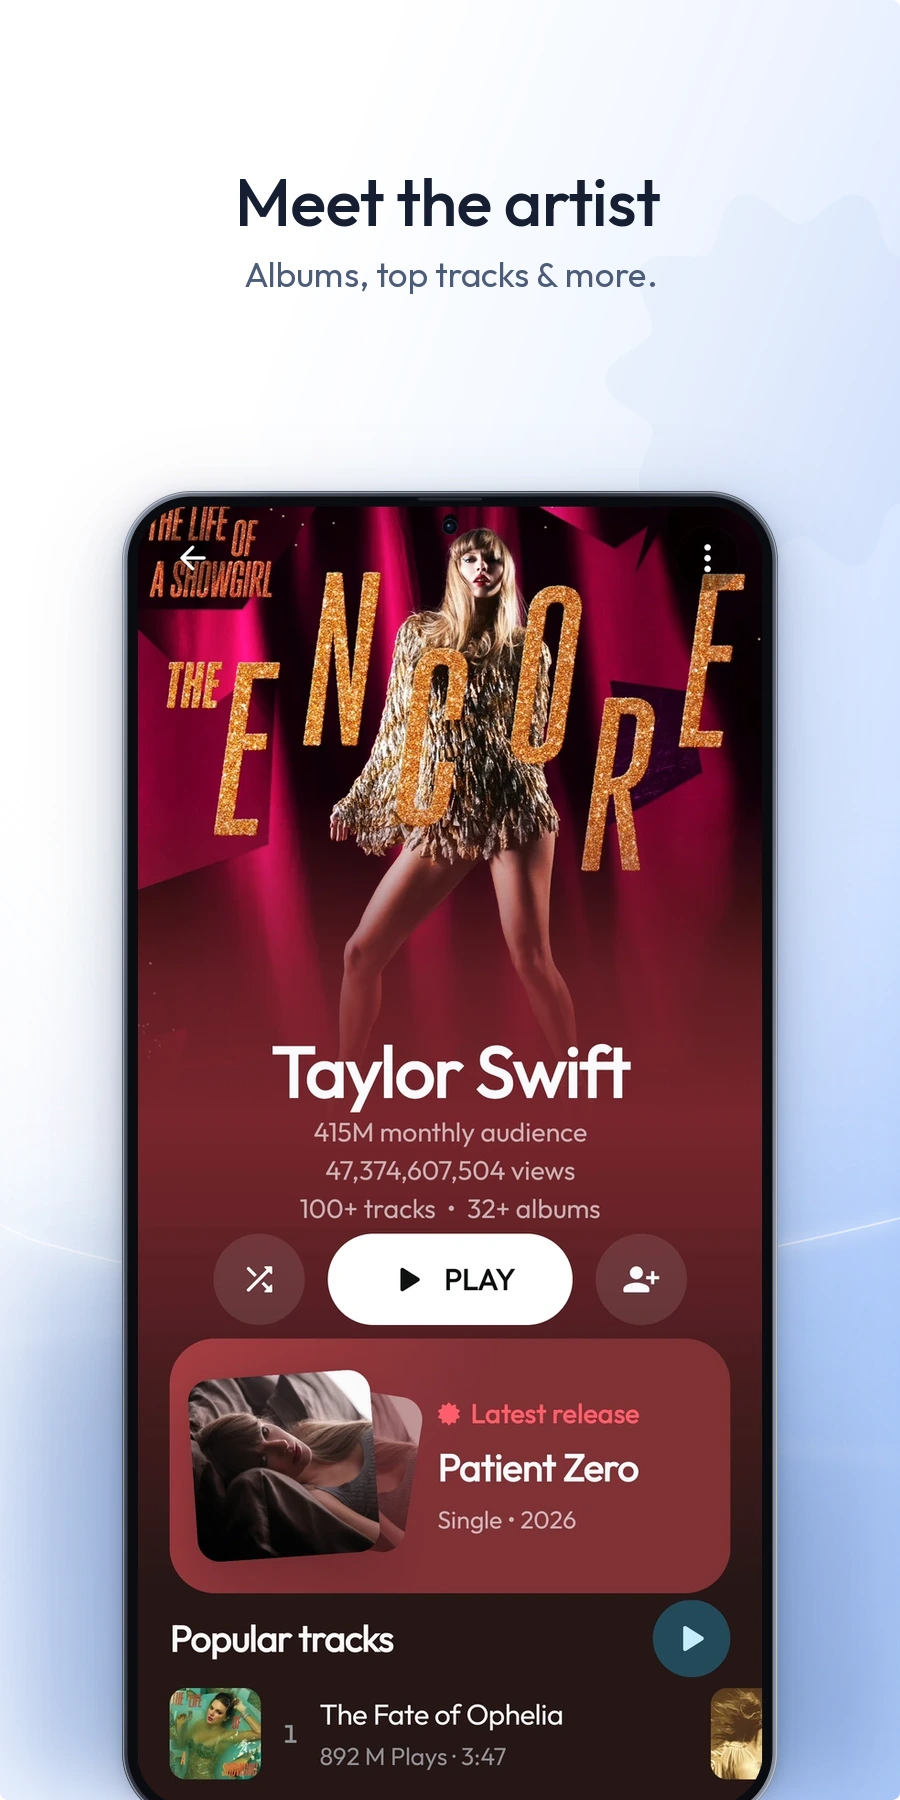 Meet the artist
Albums, top tracks & more.
THE LIFE
OF
A SHOWGIRL
THE
ENCORE
Taylor Swift
415M monthly audience
47,374,607,504 views
100+ tracks • 32+ albums
PLAY
Latest release
Patient Zero
Single • 2026
Popular tracks
1
The Fate of Ophelia
892 M Plays · 3:47